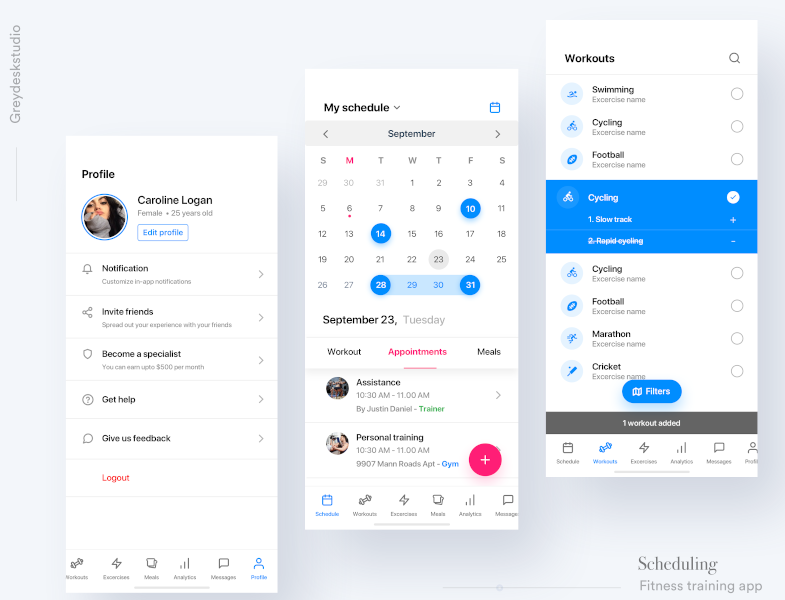 Greydeskstudio
Profile
Caroline Logan
Female • 25 years old
Edit profile
Notification
Customize in-app notifications
Invite friends
Spread out your experience with your friends
Become a specialist
You can earn upto $500 per month
Get help
Give us feedback
Logout
Workouts Excercises Meals Analytics Messages Profile
My schedule
September
S M T W T F S
29 30 31 1 2 3 4
5 6 7 8 9 10 11
12 13 14 15 16 17 18
19 20 21 22 23 24 25
26 27 28 29 30 31
September 23, Tuesday
Workout Appointments Meals
Assistance
10:30 AM - 11.00 AM
By Justin Daniel - Trainer
Personal training
10:30 AM - 11.00 AM
9907 Mann Roads Apt - Gym
Schedule Workouts Excercises Meals Analytics Message
Workouts
Swimming
Excercise name
Cycling
Excercise name
Football
Excercise name
Cycling
1. Slow track +
2. Rapid cycling -
Cycling
Excercise name
Football
Excercise name
Marathon
Excercise name
Cricket
Excercise name
Filters
1 workout added
Schedule Workouts Excercises Analytics Messages Profi
Scheduling
Fitness training app